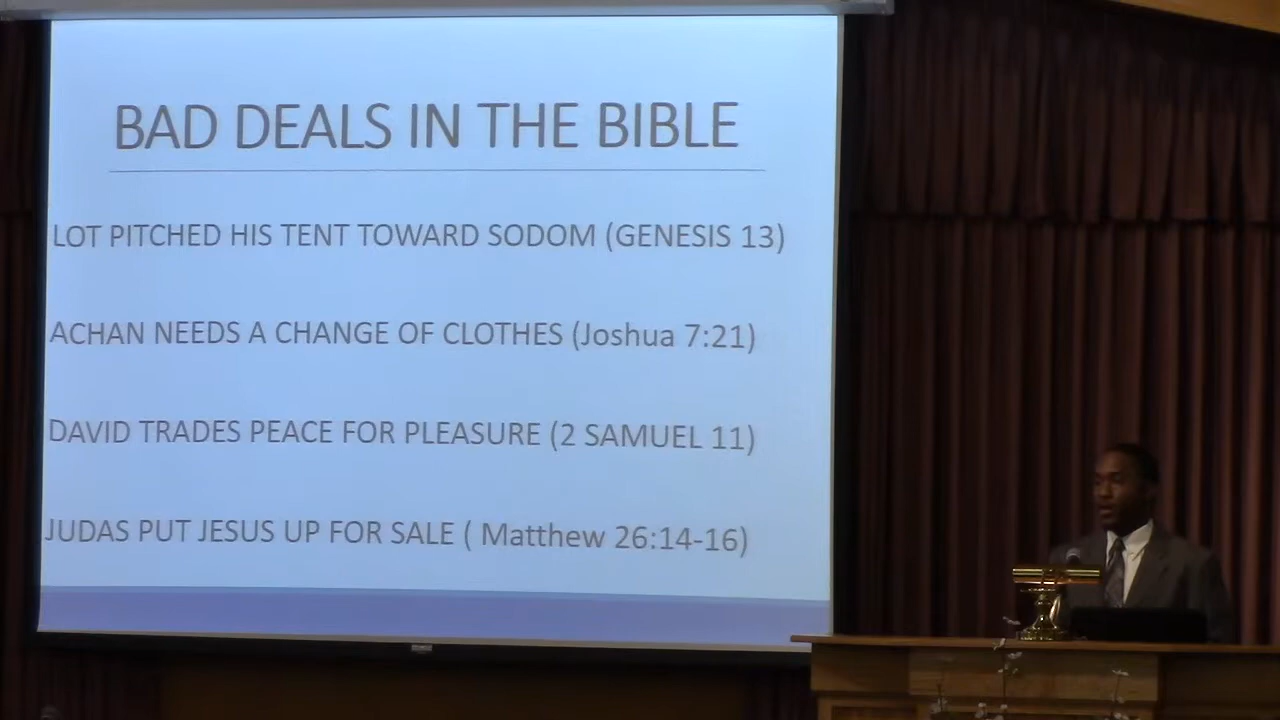 BAD DEALS IN THE BIBLE
LOT PITCHED HIS TENT TOWARD SODOM (GENESIS 13)
ACHAN NEEDS A CHANGE OF CLOTHES (Joshua 7:21)
DAVID TRADES PEACE FOR PLEASURE (2 SAMUEL 11)
JUDAS PUT JESUS UP FOR SALE ( Matthew 26:14-16)